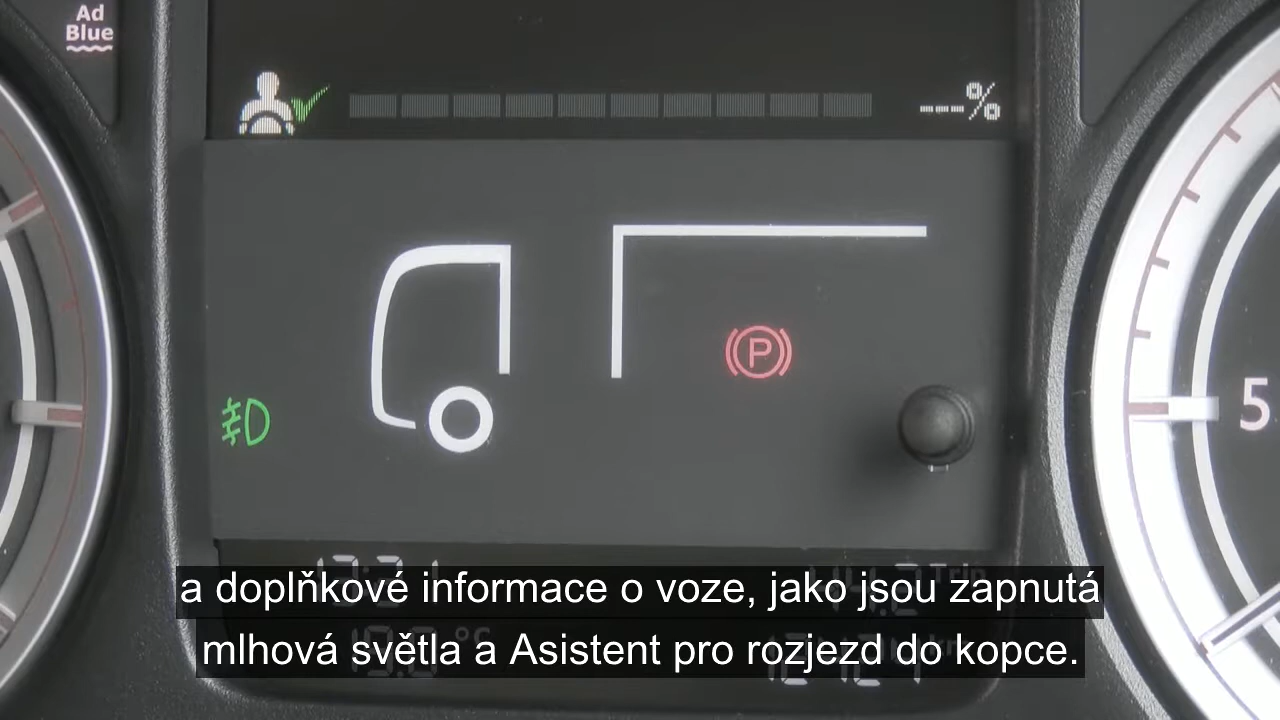 Ad
Blue
---%
P
5
a doplňkové informace o voze, jako jsou zapnutá
mlhová světla a Asistent pro rozjezd do kopce.